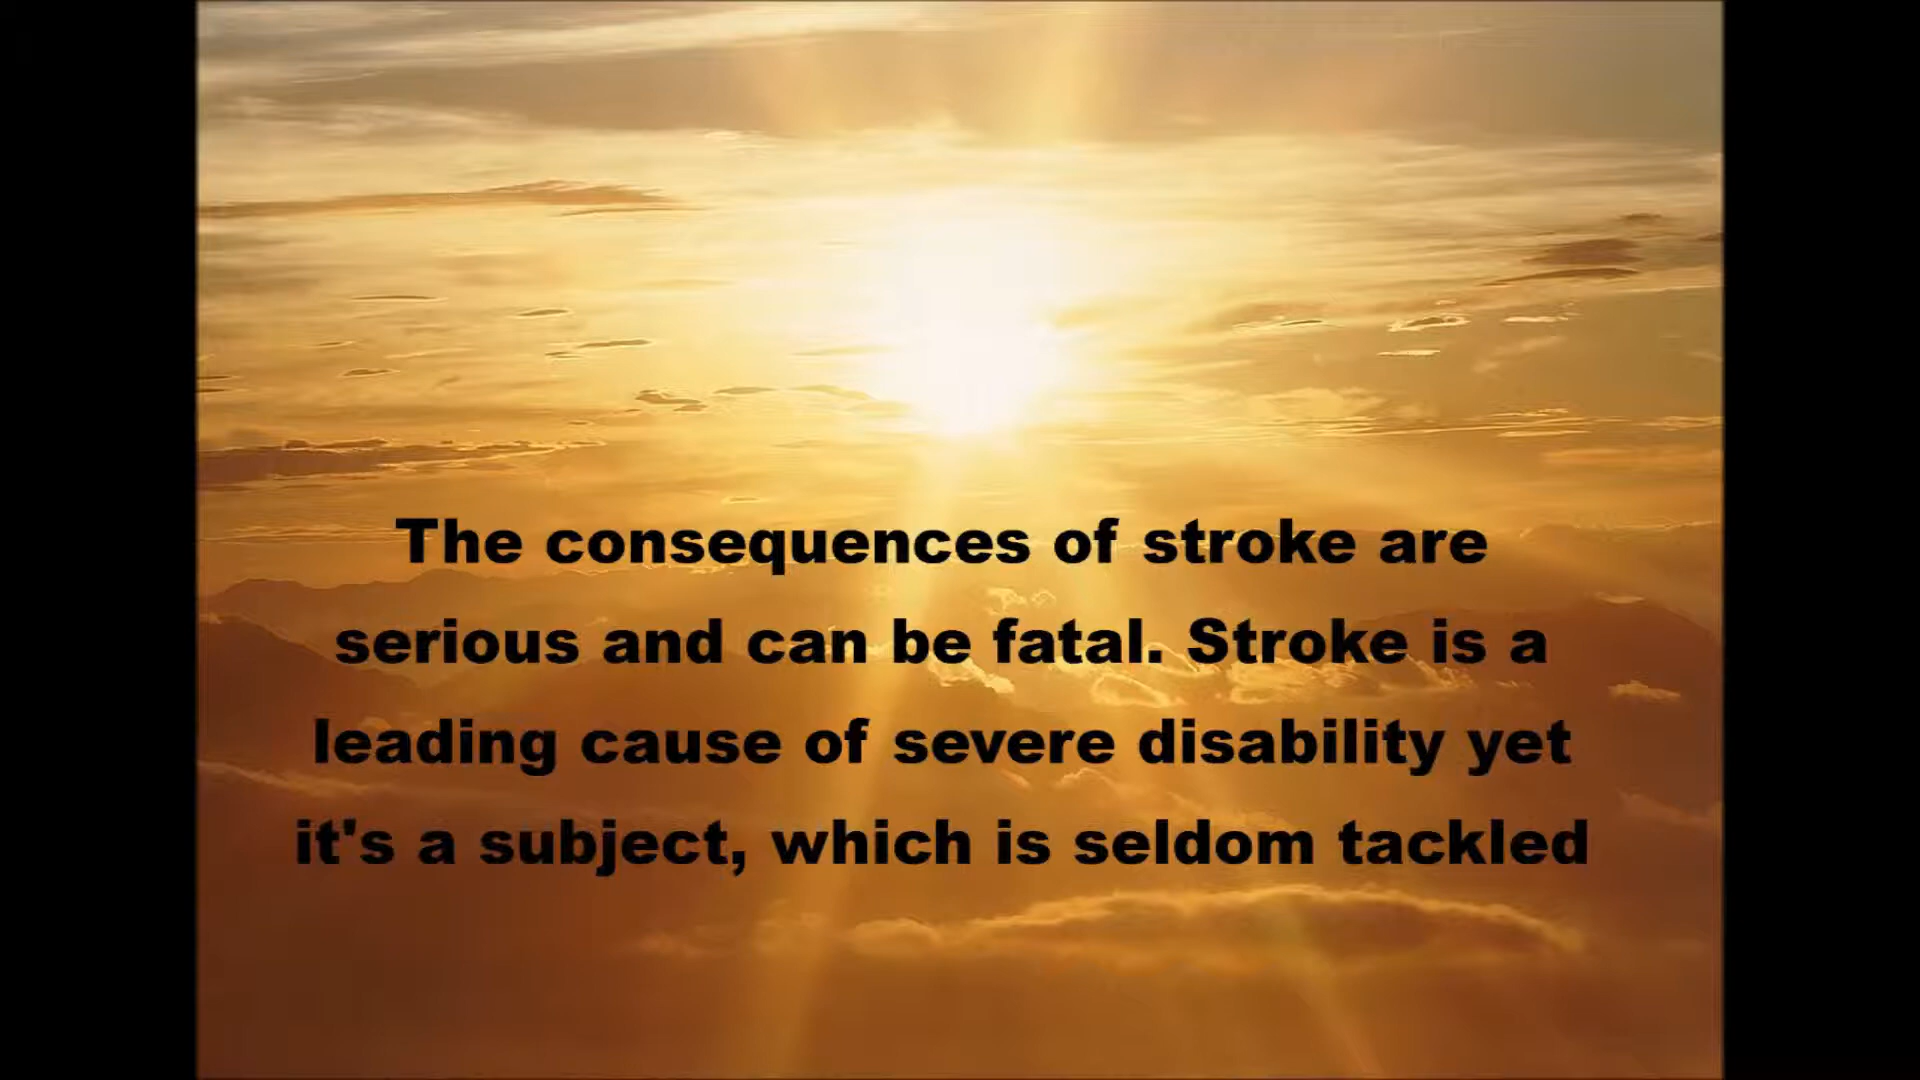 The consequences of stroke are
serious and can be fatal. Stroke is a
leading cause of severe disability yet
it's a subject, which is seldom tackled